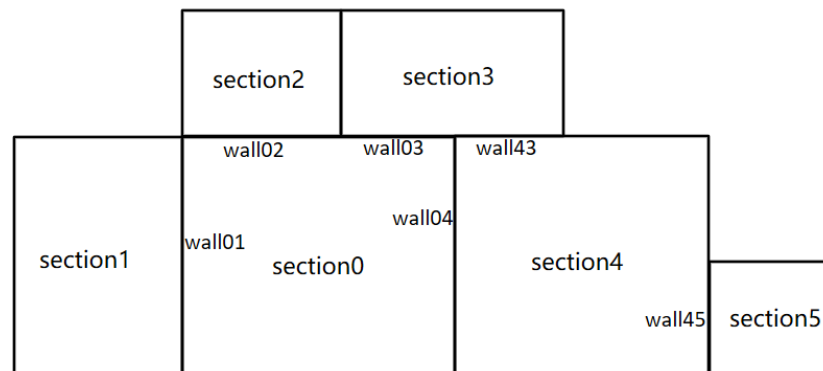 section2
section3
wall02
wall03
wall43
wall04
wall01
section1
section0
section4
wall45
section5